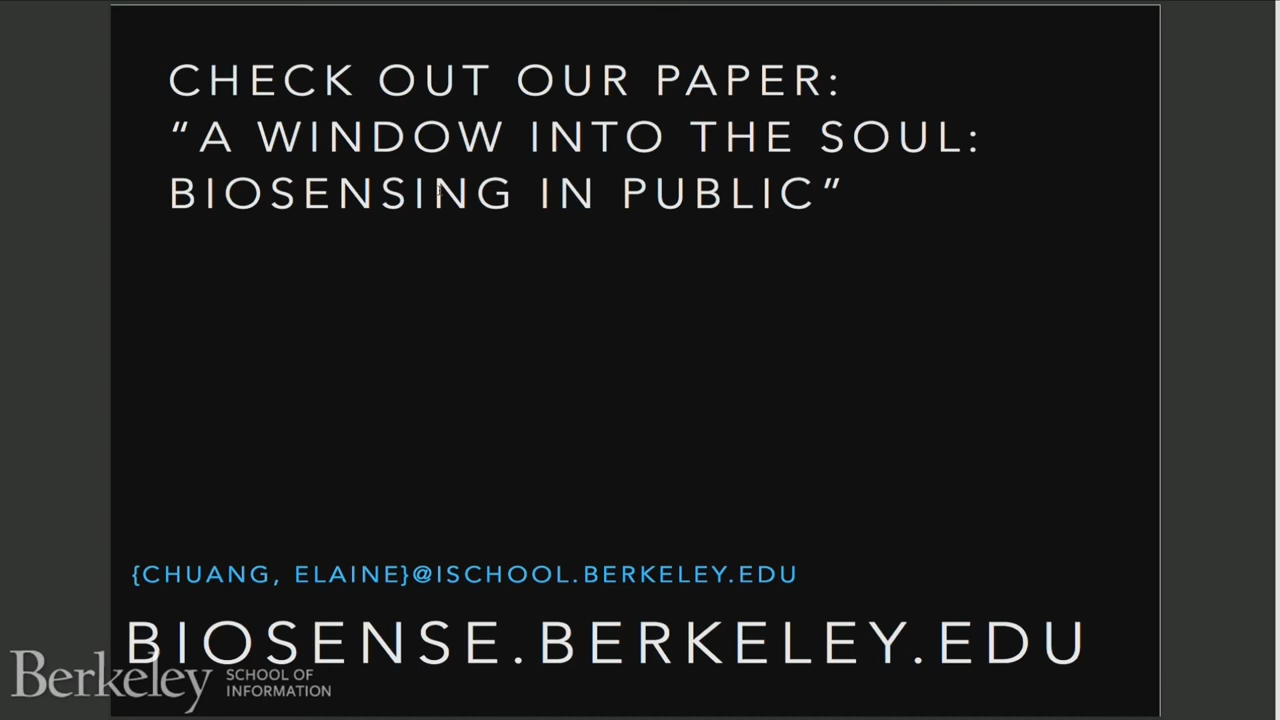 CHECK OUT OUR PAPER:
“A WINDOW INTO THE SOUL:
BIOSENSING IN PUBLIC”
{CHUANG, ELAINE}@ISCHOOL.BERKELEY.EDU
BIOSENSE.BERKELEY.EDU
Berkeley
SCHOOL OF
INFORMATION